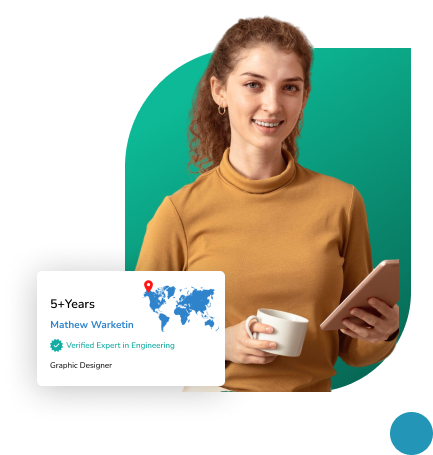 5+Years
Mathew Warketin
Verified Expert in Engineering
Graphic Designer